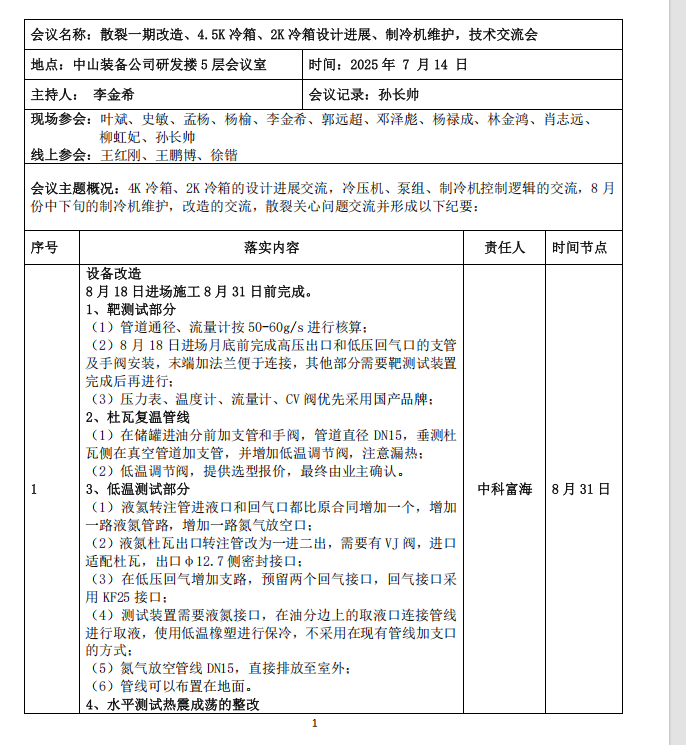 会议名称：散裂一期改造、4.5K 冷箱、2K 冷箱设计进展、制冷机维护，技术交流会
地点：中山装备公司研发搂 5 层会议室
时间：2025 年 7 月 14 日
主持人： 李金希
会议记录：孙长帅
现场参会：叶斌、史敏、孟杨、杨榆、李金希、郭远超、邓泽彪、杨禄成、林金鸿、肖志远、
柳虹妃、孙长帅
线上参会：王红刚、王鹏博、徐锴
会议主题概况：4K 冷箱、2K 冷箱的设计进展交流，冷压机、泵组、制冷机控制逻辑的交流，8 月
份中下旬的制冷机维护，改造的交流，散裂关心问题交流并形成以下纪要：
序号
落实内容
责任人
时间节点
设备改造
8 月 18 日进场施工 8 月 31 日前完成。
1、靶测试部分
（1）管道通径、流量计按 50-60g/s 进行核算；
（2）8 月 18 日进场月底前完成高压出口和低压回气口的支管
及手阀安装，末端加法兰便于连接，其他部分需要靶测试装置
完成后再进行；
（3）压力表、温度计、流量计、CV 阀优先采用国产品牌；
2、杜瓦复温管线
（1）在储罐进油分前加支管和手阀，管道直径 DN15，垂测杜
瓦侧在真空管道加支管，并增加低温调节阀，注意漏热；
（2）低温调节阀，提供选型报价，最终由业主确认。
1
3、低温测试部分
中科富海
8 月 31 日
（1）液氦转注管进液口和回气口都比原合同增加一个，增加
一路液氮管路，增加一路氮气放空口；
（2）液氦杜瓦出口转注管改为一进二出，需要有 VJ 阀，进口
适配杜瓦，出口φ12.7 侧密封接口；
（3）在低压回气增加支路，预留两个回气接口，回气接口采
用 KF25 接口；
（4）测试装置需要液氮接口，在油分边上的取液口连接管线
进行取液，使用低温橡塑进行保冷，不采用在现有管线加支口
的方式；
（5）氮气放空管线 DN15，直接排放至室外；
（6）管线可以布置在地面。
4、水平测试热震成荡的整改
1